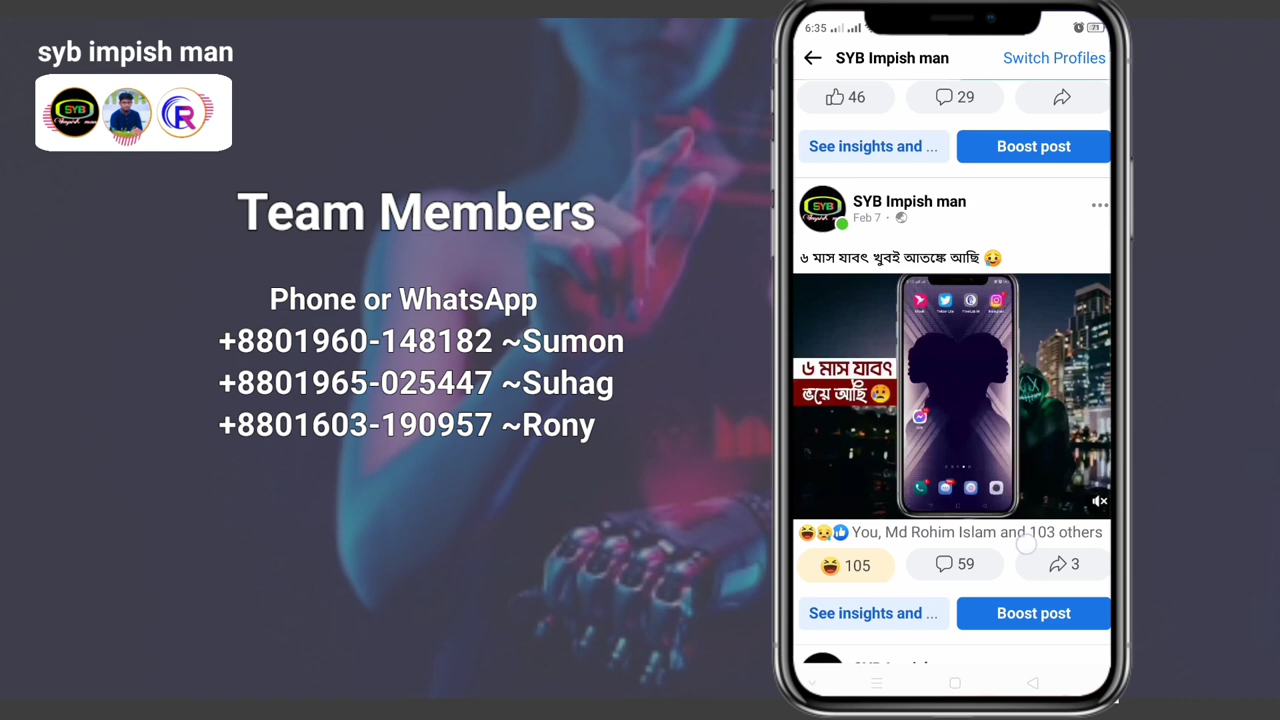 syb impish man
SYB
Team Members
Phone or WhatsApp
+8801960-148182 ~Sumon
+8801965-025447 ~Suhag
+8801603-190957 ~Rony
6:35
71
SYB Impish man
Switch Profiles
46
29
See insights and ...
Boost post
SYB
SYB Impish man
Feb 7
৬ মাস যাবৎ খুবই আতঙ্কে আছি 😥
৬ মাস যাবৎ
ভয়ে আছি 😢
You, Md Rohim Islam and 103 others
105
59
3
See insights and ...
Boost post